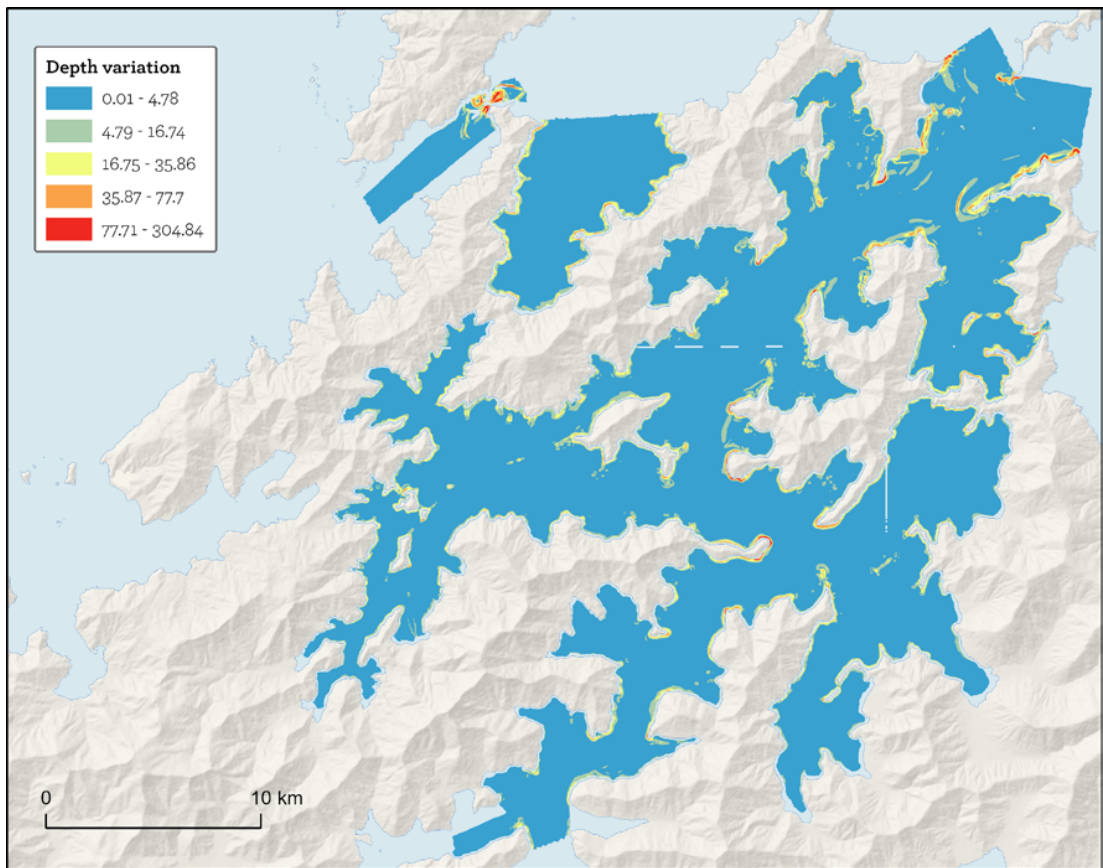 Depth variation
0.01 - 4.78
4.79 - 16.74
16.75 - 35.86
35.87 - 77.7
77.71 - 304.84
0
10 km